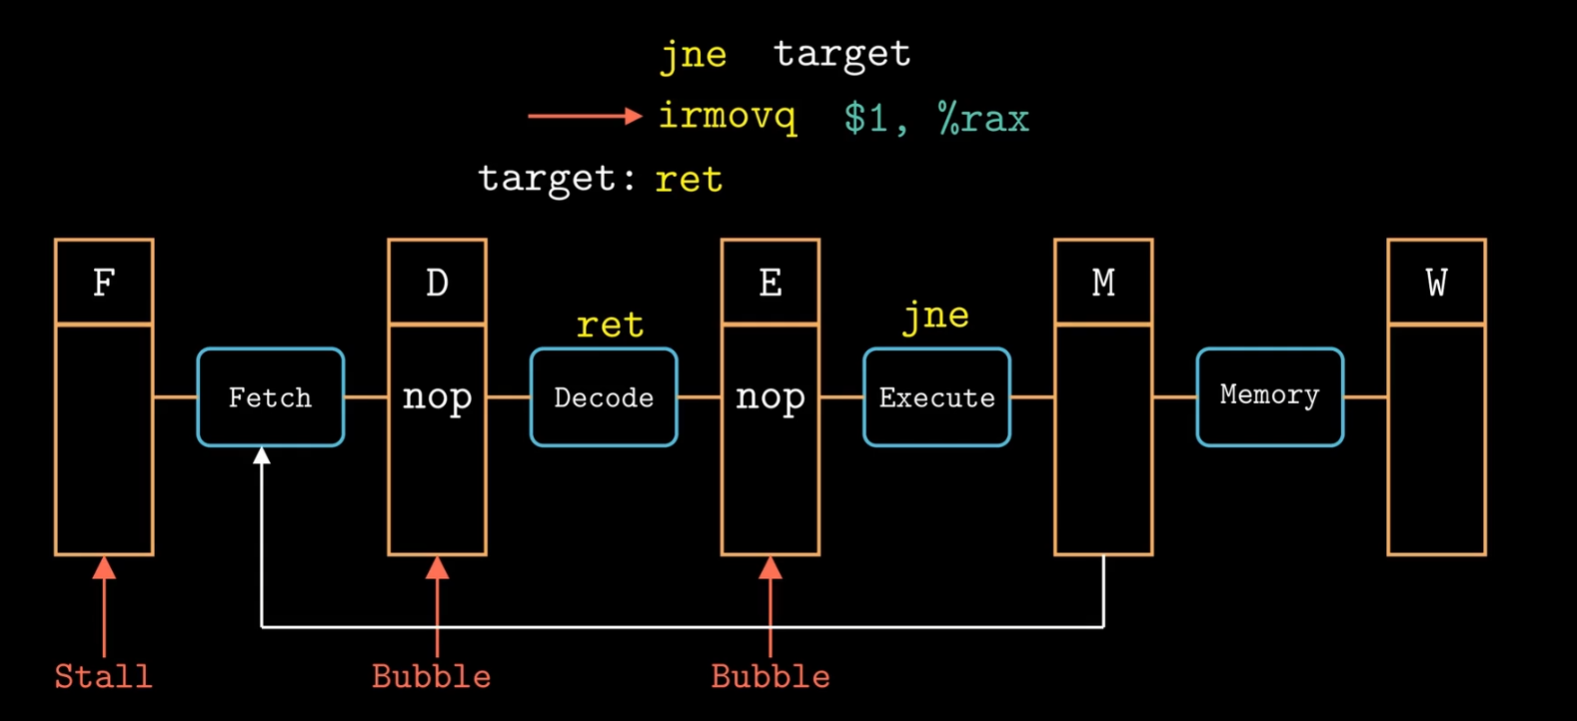 jne target
irmovq $1, %rax
target: ret
F D E M W
ret jne
Fetch nop Decode nop Execute Memory
Stall Bubble Bubble